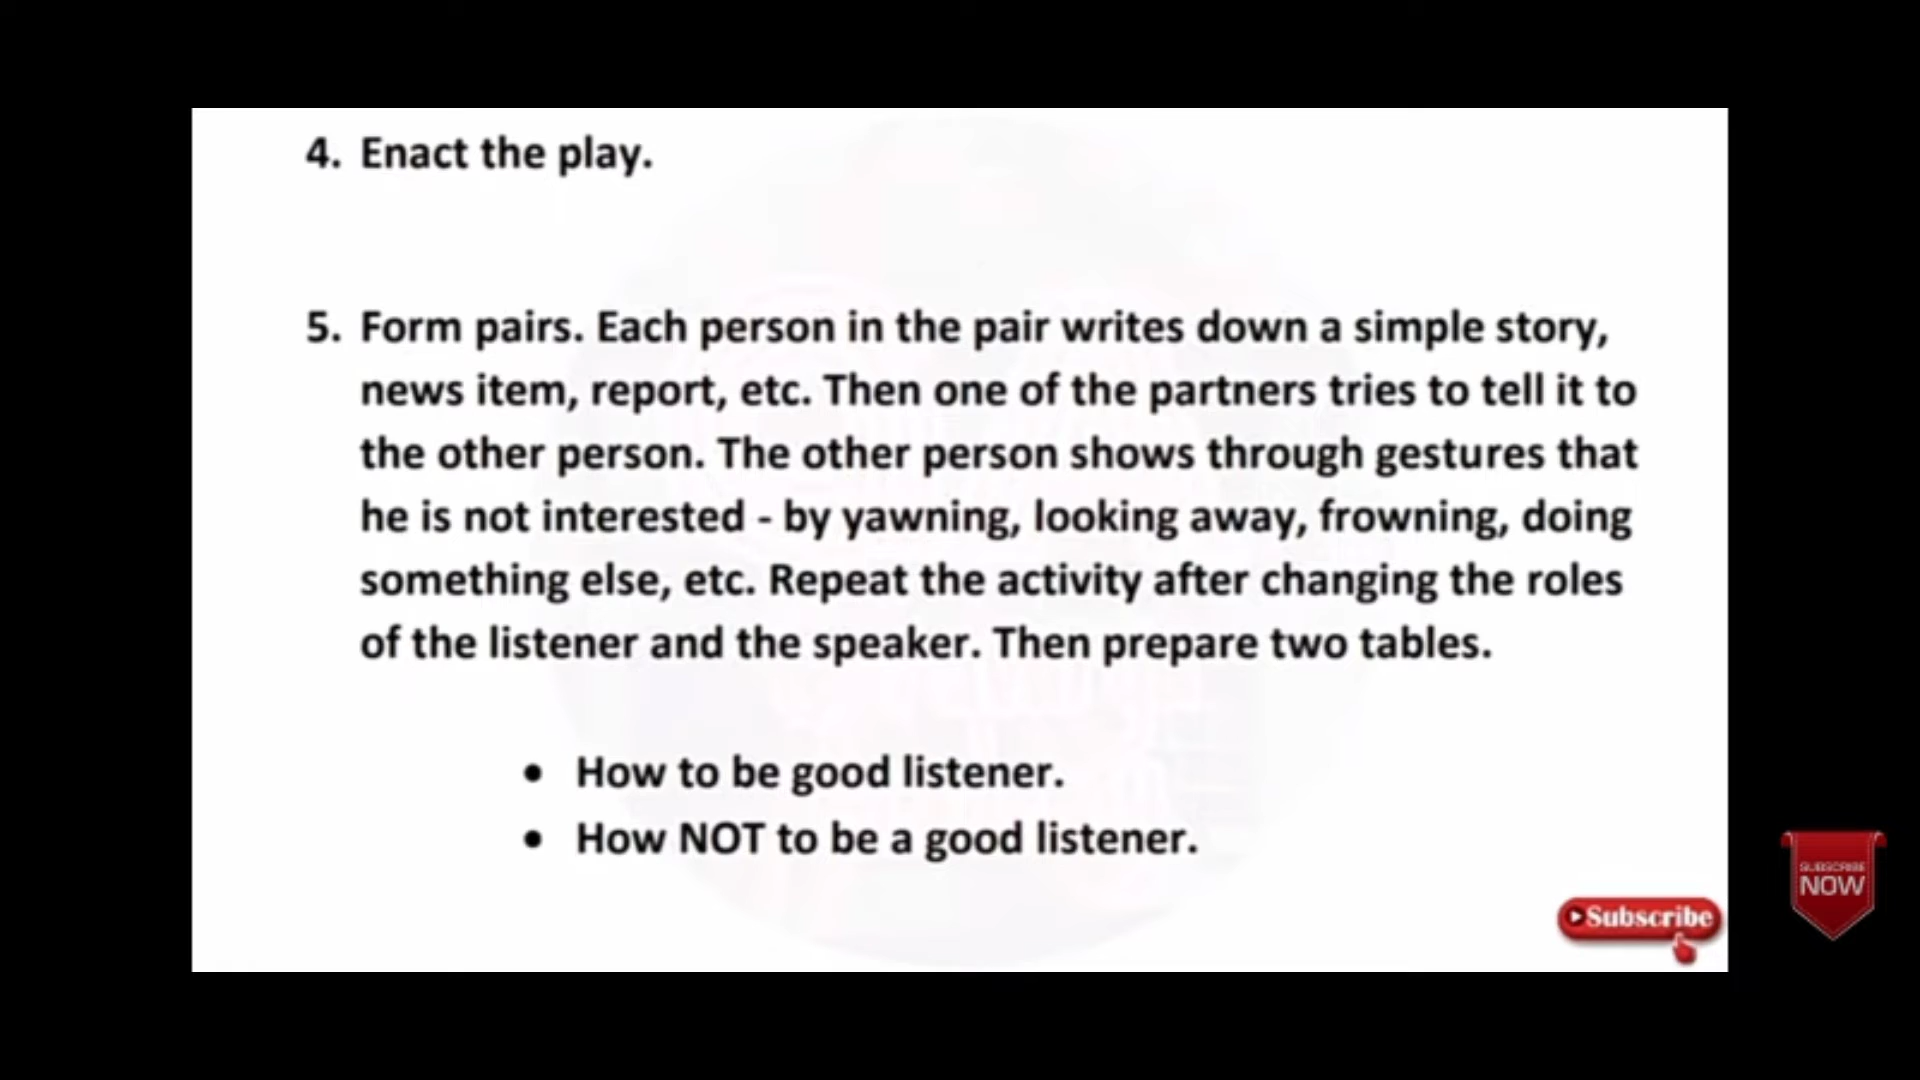 4. Enact the play.
5. Form pairs. Each person in the pair writes down a simple story,
news item, report, etc. Then one of the partners tries to tell it to
the other person. The other person shows through gestures that
he is not interested - by yawning, looking away, frowning, doing
something else, etc. Repeat the activity after changing the roles
of the listener and the speaker. Then prepare two tables.
• How to be good listener.
• How NOT to be a good listener.
SUBSCRIBE
NOW
Subscribe